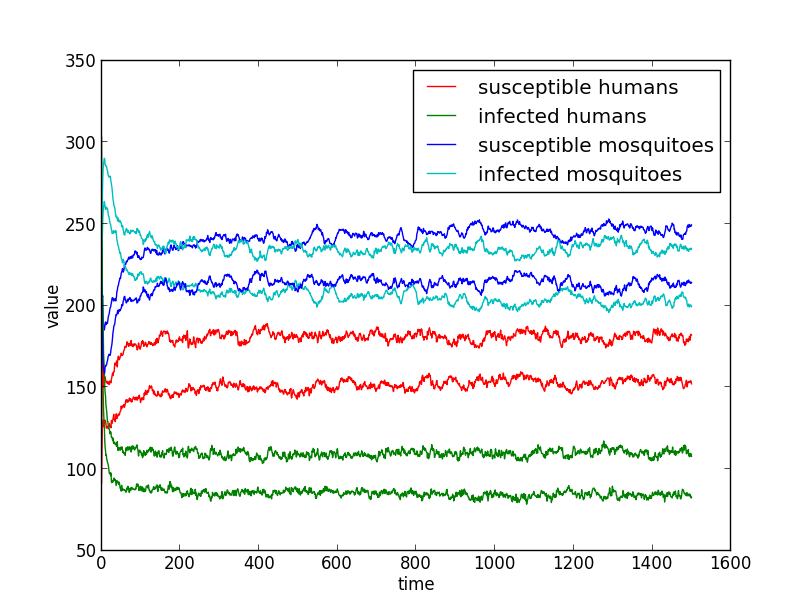 350
300
250
200
150
100
50
value
0
200
400
600
800
1000
1200
1400
1600
time
susceptible humans
infected humans
susceptible mosquitoes
infected mosquitoes